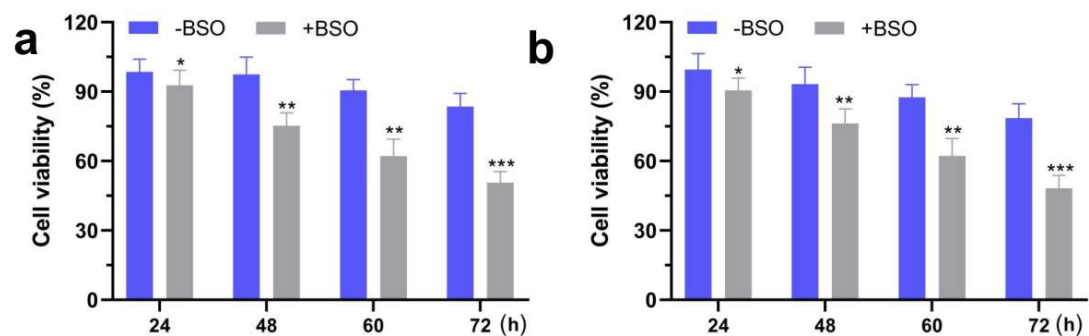 a
-BSO +BSO
Cell viability (%)
120
90
60
30
0
* ** ** ***
24 48 60 72 (h)
b
-BSO +BSO
Cell viability (%)
120
90
60
30
0
* ** ** ***
24 48 60 72 (h)